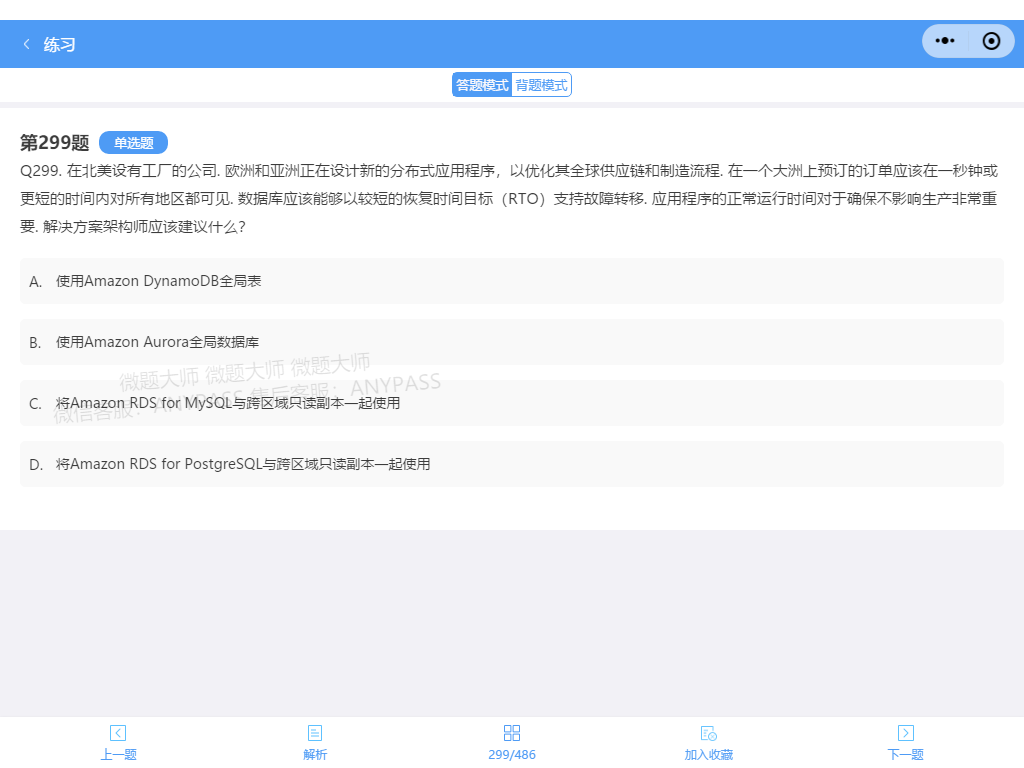 练习
答题模式 背题模式
第299题 单选题
Q299. 在北美设有工厂的公司. 欧洲和亚洲正在设计新的分布式应用程序，以优化其全球供应链和制造流程. 在一个大洲上预订的订单应该在一秒钟或
更短的时间内对所有地区都可见. 数据库应该能够以较短的恢复时间目标（RTO）支持故障转移. 应用程序的正常运行时间对于确保不影响生产非常重
要. 解决方案架构师应该建议什么?
A. 使用Amazon DynamoDB全局表
B. 使用Amazon Aurora全局数据库
微题大师 微题大师 微题大师
微信客服：ANYPASS 售后客服：ANYPASS
C. 将Amazon RDS for MySQL与跨区域只读副本一起使用
D. 将Amazon RDS for PostgreSQL与跨区域只读副本一起使用
上一题 解析 299/486 加入收藏 下一题